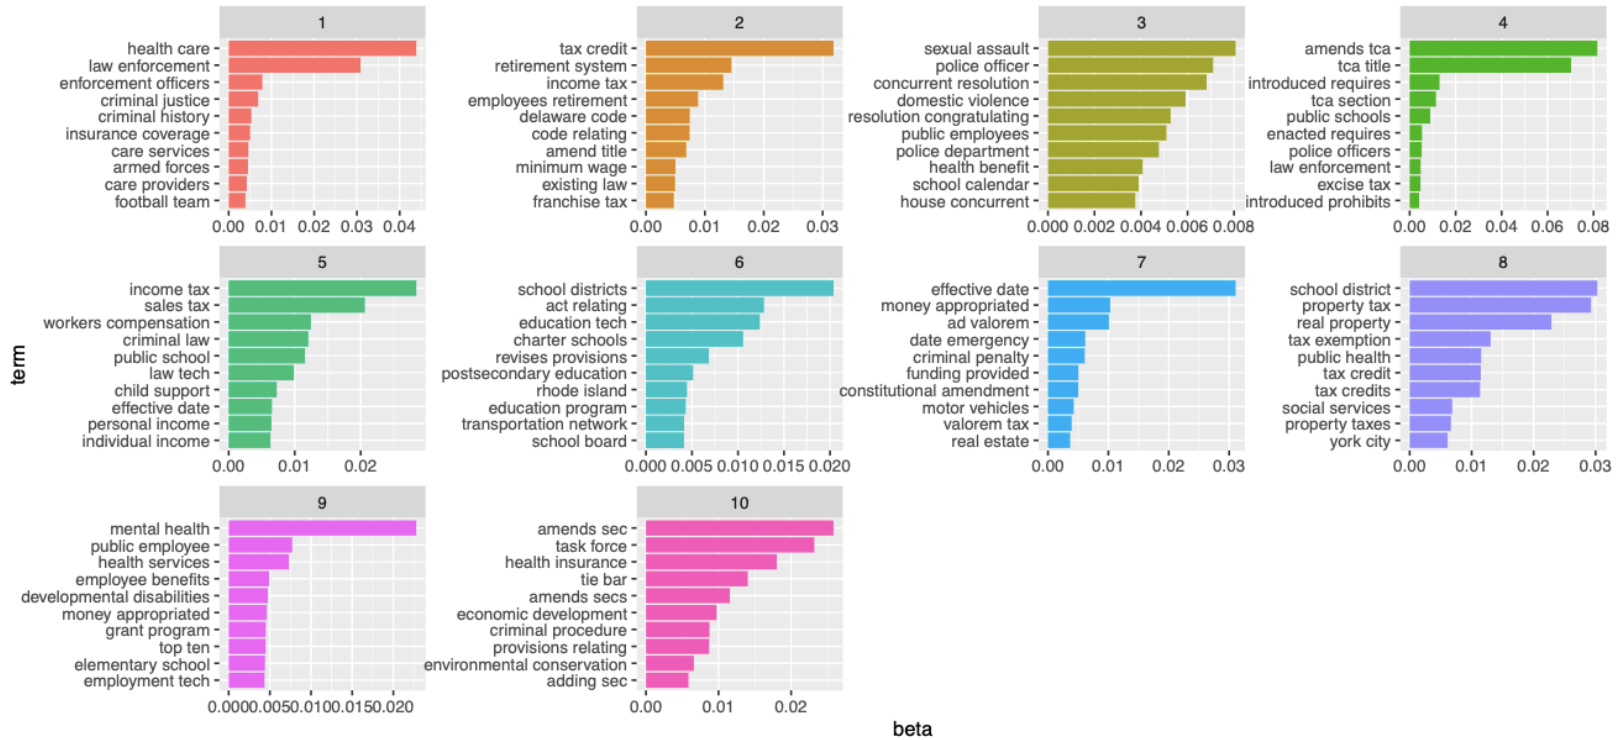 term
1
health care
law enforcement
enforcement officers
criminal justice
criminal history
insurance coverage
care services
armed forces
care providers
football team
0.00 0.01 0.02 0.03 0.04
2
tax credit
retirement system
income tax
employees retirement
delaware code
code relating
amend title
minimum wage
existing law
franchise tax
0.00 0.01 0.02 0.03
3
sexual assault
police officer
concurrent resolution
domestic violence
resolution congratulating
public employees
police department
health benefit
school calendar
house concurrent
0.000 0.002 0.004 0.006 0.008
4
amends tca
tca title
introduced requires
tca section
public schools
enacted requires
police officers
law enforcement
excise tax
introduced prohibits
0.00 0.02 0.04 0.06 0.08
5
income tax
sales tax
workers compensation
criminal law
public school
law tech
child support
effective date
personal income
individual income
0.00 0.01 0.02
6
school districts
act relating
education tech
charter schools
revises provisions
postsecondary education
rhode island
education program
transportation network
school board
0.000 0.005 0.010 0.015 0.020
7
effective date
money appropriated
ad valorem
date emergency
criminal penalty
funding provided
constitutional amendment
motor vehicles
valorem tax
real estate
0.00 0.01 0.02 0.03
8
school district
property tax
real property
tax exemption
public health
tax credit
tax credits
social services
property taxes
york city
0.00 0.01 0.02 0.03
9
mental health
public employee
health services
employee benefits
developmental disabilities
money appropriated
grant program
top ten
elementary school
employment tech
0.000 0.005 0.010 0.015 0.020
10
amends sec
task force
health insurance
tie bar
amends secs
economic development
criminal procedure
provisions relating
environmental conservation
adding sec
0.00 0.01 0.02
beta